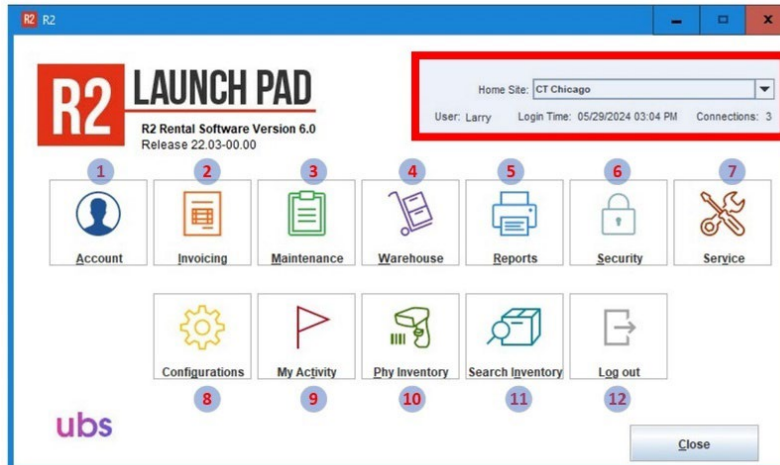 R2 R2
R2 LAUNCH PAD
R2 Rental Software Version 6.0
Release 22.03-00.00
Home Site: CT Chicago
User: Larry Login Time: 05/29/2024 03:04 PM Connections: 3
1 2 3 4 5 6 7
Account Invoicing Maintenance Warehouse Reports Security Service
Configurations My Activity Phy Inventory Search Inventory Log out
8 9 10 11 12
ubs
Close